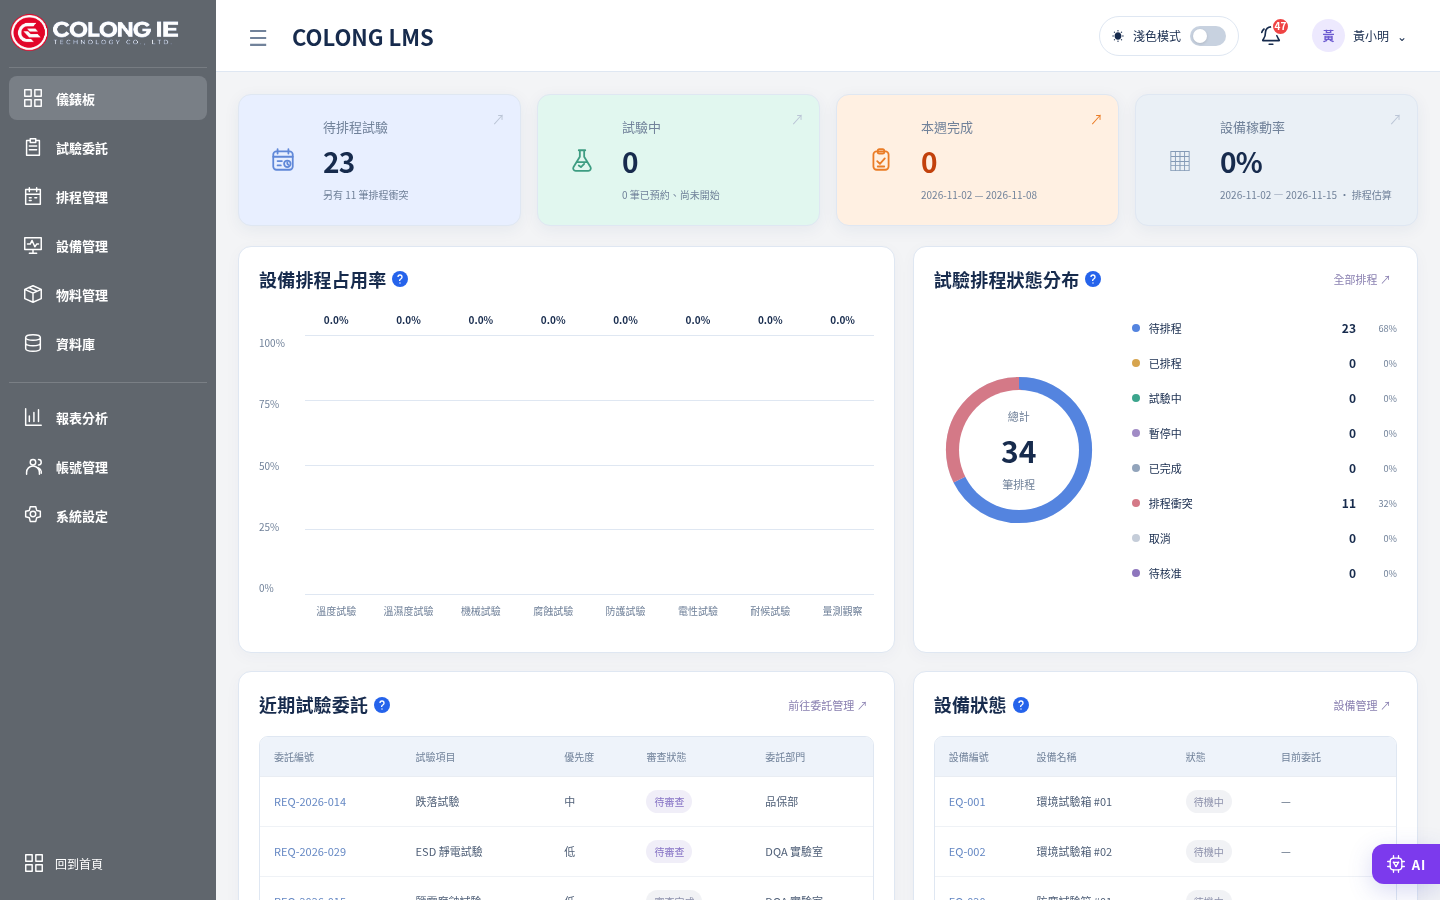 COLONG IE
TECHNOLOGY CO., LTD.
儀錶板
試驗委託
排程管理
設備管理
物料管理
資料庫
報表分析
帳號管理
系統設定
回到首頁
COLONG LMS
淺色模式
47
黃
黃小明
待排程試驗
23
另有 11 筆排程衝突
試驗中
0
0 筆已預約、尚未開始
本週完成
0
2026-11-02 — 2026-11-08
設備稼動率
0%
2026-11-02 — 2026-11-15 · 排程估算
設備排程占用率 ?
0.0% 0.0% 0.0% 0.0% 0.0% 0.0% 0.0% 0.0%
100%
75%
50%
25%
0%
溫度試驗 溫濕度試驗 機械試驗 腐蝕試驗 防護試驗 電性試驗 耐候試驗 量測觀察
試驗排程狀態分布 ?
全部排程 ↗
總計
34
筆排程
待排程 23 68%
已排程 0 0%
試驗中 0 0%
暫停中 0 0%
已完成 0 0%
排程衝突 11 32%
取消 0 0%
待核准 0 0%
近期試驗委託 ?
前往委託管理 ↗
委託編號 試驗項目 優先度 審查狀態 委託部門
REQ-2026-014 跌落試驗 中 待審查 品保部
REQ-2026-029 ESD 靜電試驗 低 待審查 DQA 實驗室
設備狀態 ?
設備管理 ↗
設備編號 設備名稱 狀態 目前委託
EQ-001 環境試驗箱 #01 待機中 —
EQ-002 環境試驗箱 #02 待機中 —
AI